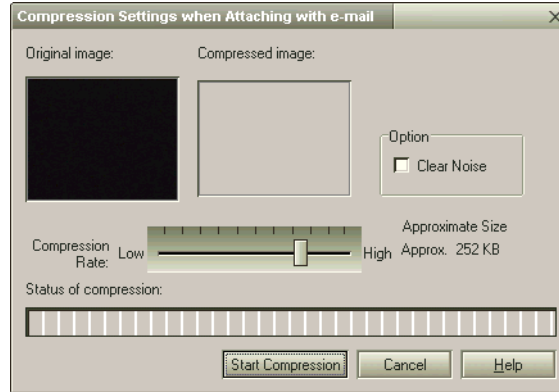 Compression Settings when Attaching with e-mail
Original image:
Compressed image:
Option
Clear Noise
Compression Rate:
Low
High
Approximate Size
Approx. 252 KB
Status of compression:
Start Compression
Cancel
Help